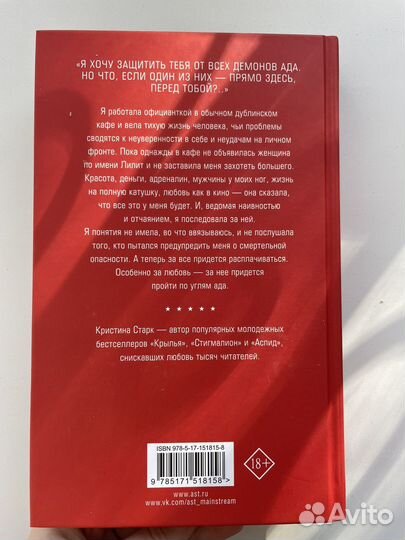 «Я ХОЧУ ЗАЩИТИТЬ ТЕБЯ ОТ ВСЕХ ДЕМОНОВ АДА.
НО ЧТО, ЕСЛИ ОДИН ИЗ НИХ — ПРЯМО ЗДЕСЬ,
ПЕРЕД ТОБОЙ?..»
Я работала официанткой в обычном дублинском
кафе и вела тихую жизнь человека, чьи проблемы
сводятся к неуверенности в себе и неудачам на личном
фронте. Пока однажды в кафе не объявилась женщина
по имени Лилит и не заставила меня захотеть большего.
Красота, деньги, адреналин, мужчины у моих ног, жизнь
на полную катушку, любовь как в кино — она сказала,
что все это у меня будет. И, ведомая наивностью
и отчаянием, я последовала за ней.
Я понятия не имела, во что ввязываюсь, и не послушала
того, кто пытался предупредить меня о смертельной
опасности. А теперь за все придется расплачиваться.
Особенно за любовь — за нее придется
пройти по углям ада.
★ ★ ★ ★ ★
Кристина Старк — автор популярных молодежных
бестселлеров «Крылья», «Стигмалион» и «Аспид»,
снискавших любовь тысяч читателей.
ISBN 978-5-17-151815-8
9 785171 518158 >
18+
www.ast.ru
www.vk.com/ast_mainstream
Avito